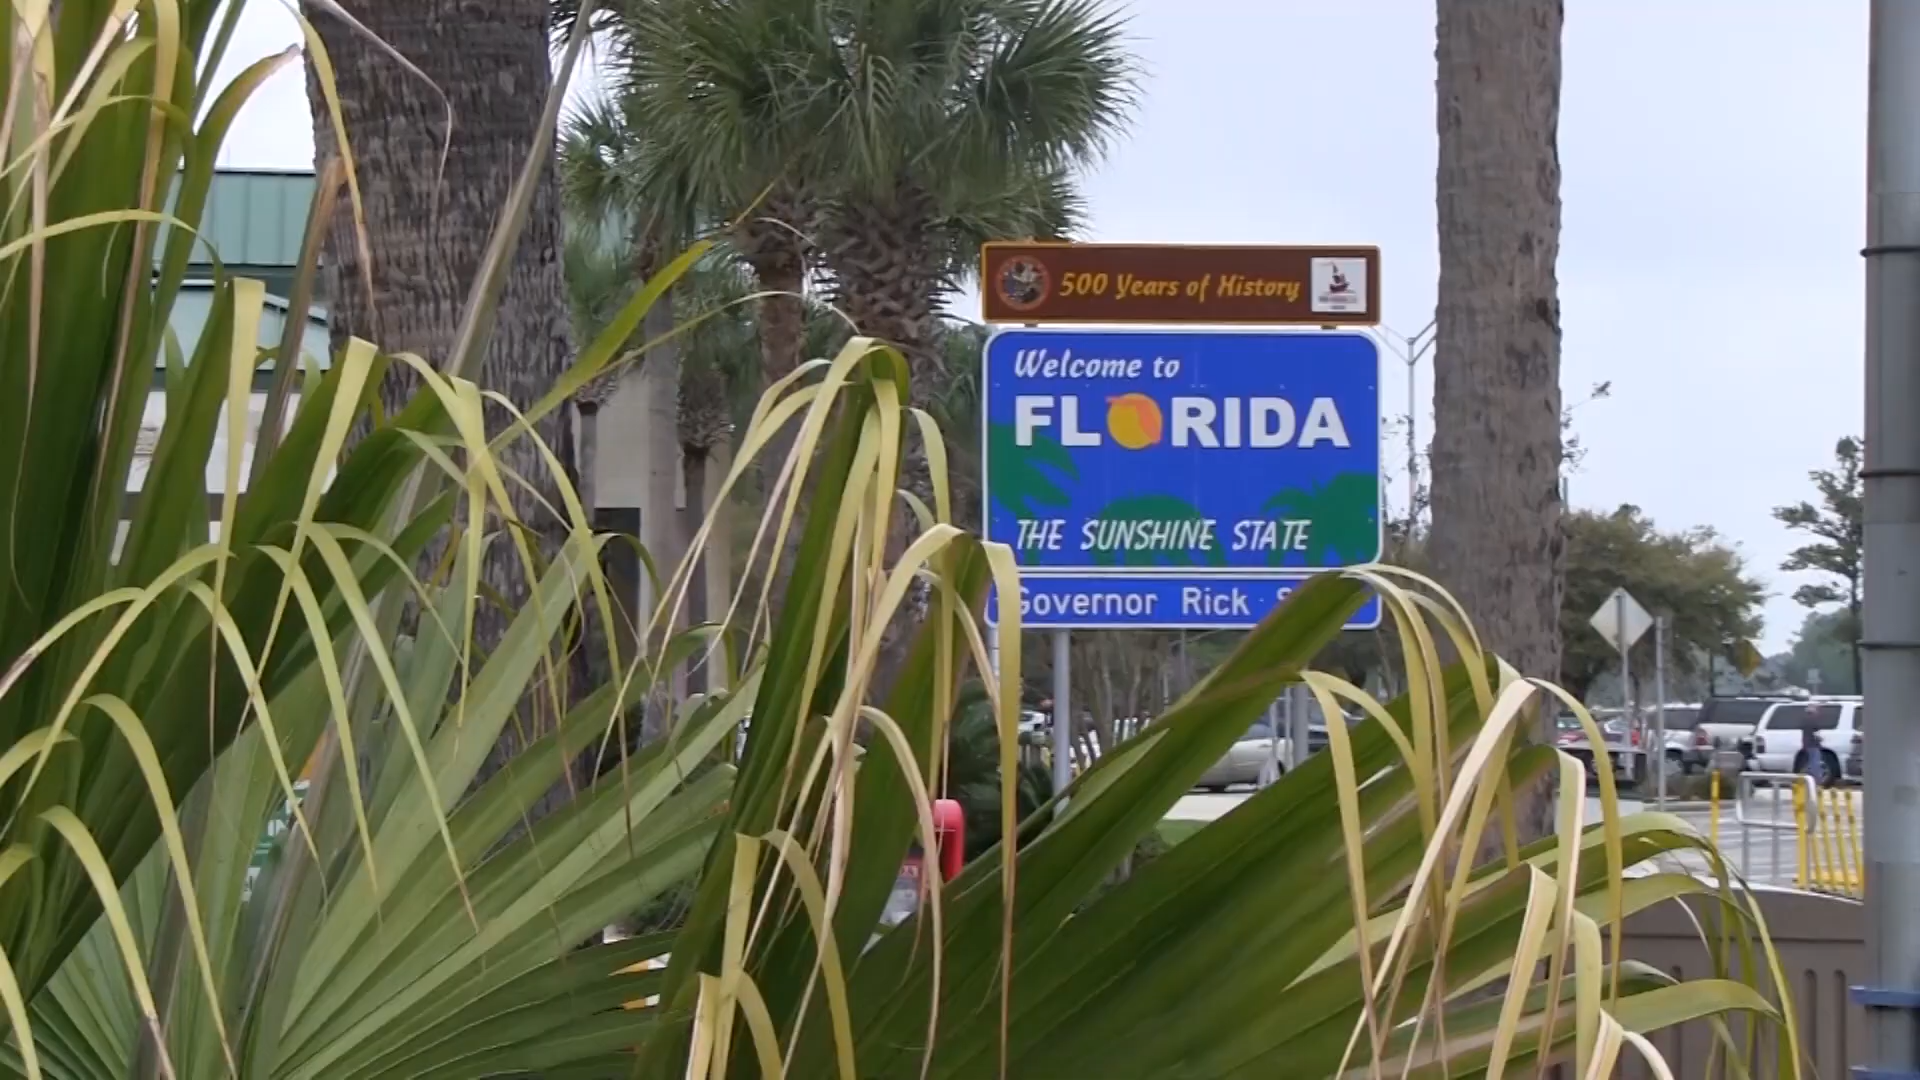 500 Years of History
Welcome to
FLORIDA
THE SUNSHINE STATE
Governor Rick